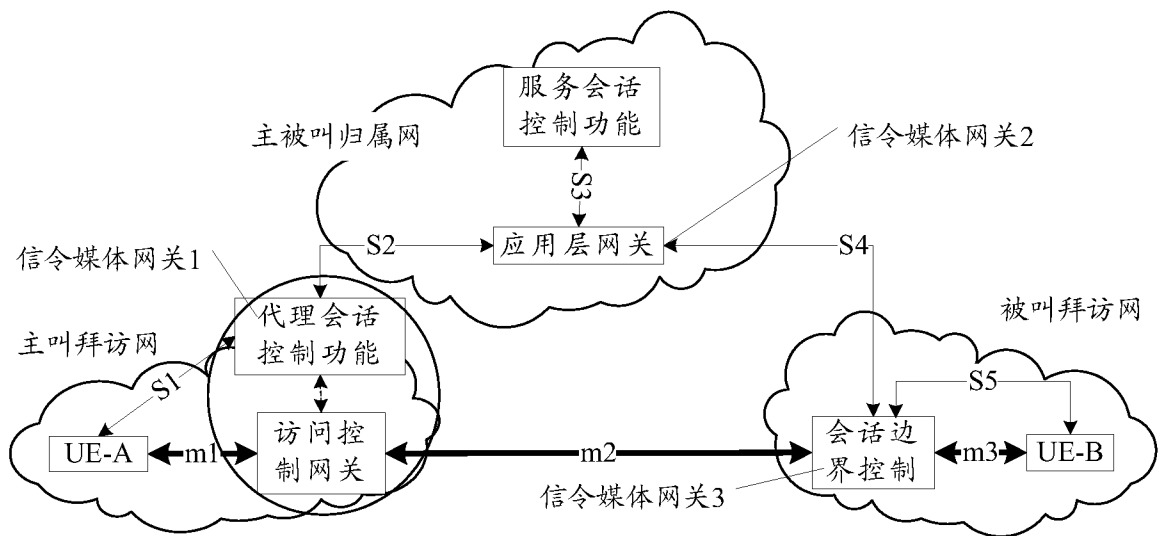 服务会话
控制功能
主被叫归属网
信令媒体网关2
S3
S2
应用层网关
S4
信令媒体网关1
代理会话
控制功能
主叫拜访网
被叫拜访网
S1
S5
UE-A
m1
访问控
制网关
m2
会话边
界控制
m3
UE-B
信令媒体网关3